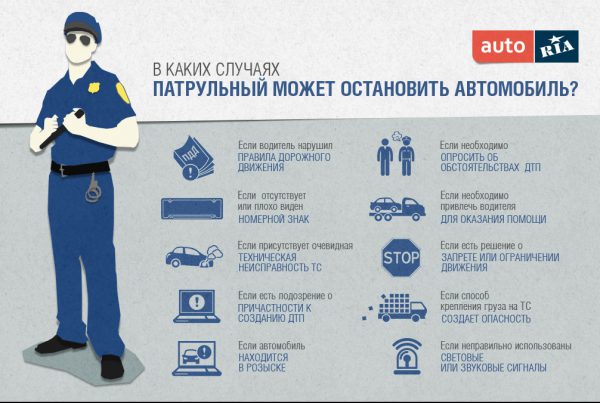 auto RIA
В КАКИХ СЛУЧАЯХ
ПАТРУЛЬНЫЙ МОЖЕТ ОСТАНОВИТЬ АВТОМОБИЛЬ?
ПДД
Если водитель нарушил
ПРАВИЛА ДОРОЖНОГО
ДВИЖЕНИЯ
Если отсутствует
или плохо виден
НОМЕРНОЙ ЗНАК
Если присутствует очевидная
ТЕХНИЧЕСКАЯ
НЕИСПРАВНОСТЬ ТС
Если есть подозрение о
ПРИЧАСТНОСТИ К
СОЗДАНИЮ ДТП
Если автомобиль
НАХОДИТСЯ
В РОЗЫСКЕ
Если необходимо
ОПРОСИТЬ ОБ
ОБСТОЯТЕЛЬСТВАХ ДТП
Если необходимо
привлечь водителя
ДЛЯ ОКАЗАНИЯ ПОМОЩИ
STOP
Если есть решение о
ЗАПРЕТЕ ИЛИ ОГРАНИЧЕНИИ
ДВИЖЕНИЯ
Если способ
крепления груза на ТС
СОЗДАЕТ ОПАСНОСТЬ
Если неправильно использованы
СВЕТОВЫЕ
ИЛИ ЗВУКОВЫЕ СИГНАЛЫ